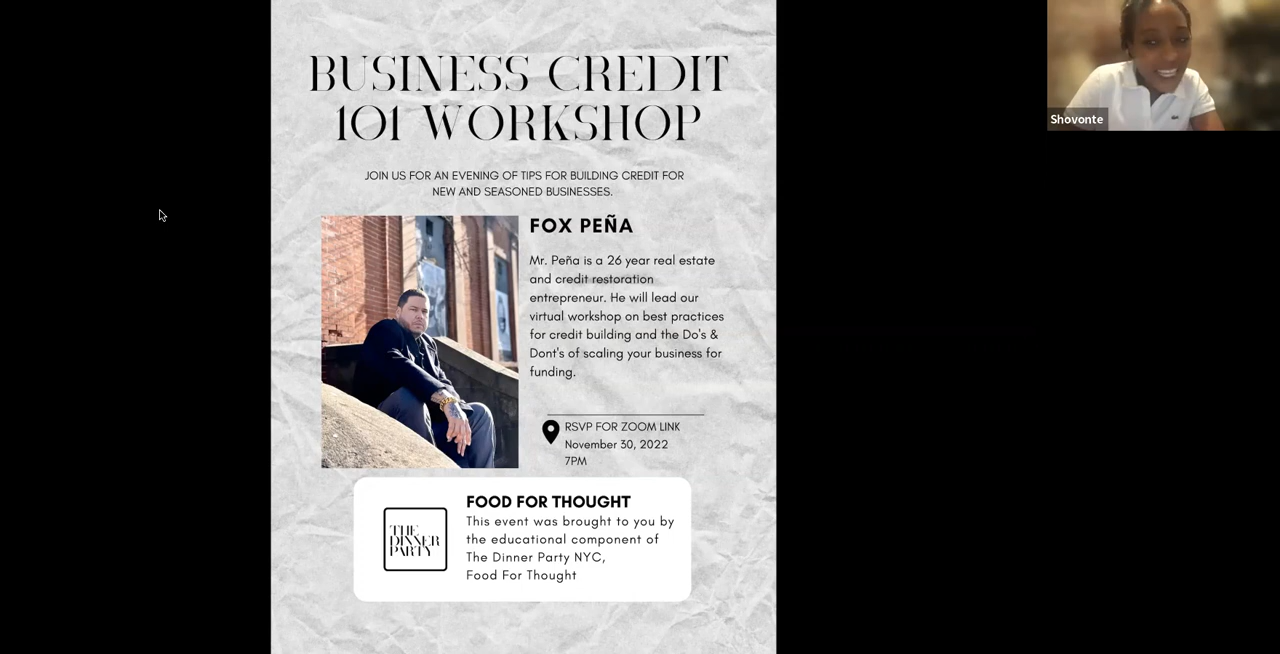 BUSINESS CREDIT
101 WORKSHOP
JOIN US FOR AN EVENING OF TIPS FOR BUILDING CREDIT FOR
NEW AND SEASONED BUSINESSES.
FOX PEÑA
Mr. Peña is a 26 year real estate
and credit restoration
entrepreneur. He will lead our
virtual workshop on best practices
for credit building and the Do's &
Dont's of scaling your business for
funding.
RSVP FOR ZOOM LINK
November 30, 2022
7PM
THE
DINNER
PARTY
FOOD FOR THOUGHT
This event was brought to you by
the educational component of
The Dinner Party NYC,
Food For Thought
Shovonte